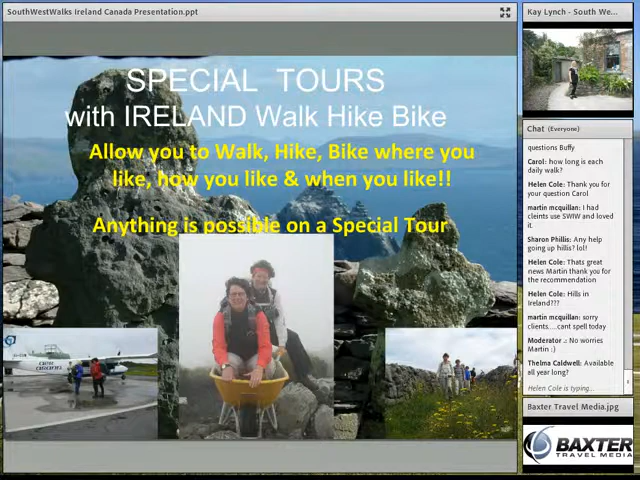 SouthWestWalks Ireland Canada Presentation.ppt
SPECIAL TOURS
with IRELAND Walk Hike Bike
Allow you to Walk, Hike, Bike where you
like, how you like & when you like!!
Anything is possible on a Special Tour
Kay Lynch - South We...
Chat (Everyone)
questions Buffy
Carol: how long is each
daily walk?
Helen Cole: Thank you for
your question Carol
martin mcquillan: I had
cleints use SWIW and loved
it.
Sharon Phillis: Any help
going up hillis? lol!
Helen Cole: Thats great
news Martin thank you for
the recommendation
Helen Cole: Hills in
Ireland???
martin mcquillan: sorry
clients.....cant spell today
Moderator .: No worries
Martin :)
Thelma Caldwell: Available
all year long?
Helen Cole is typing...
Baxter Travel Media.jpg
BAXTER
TRAVEL MEDIA